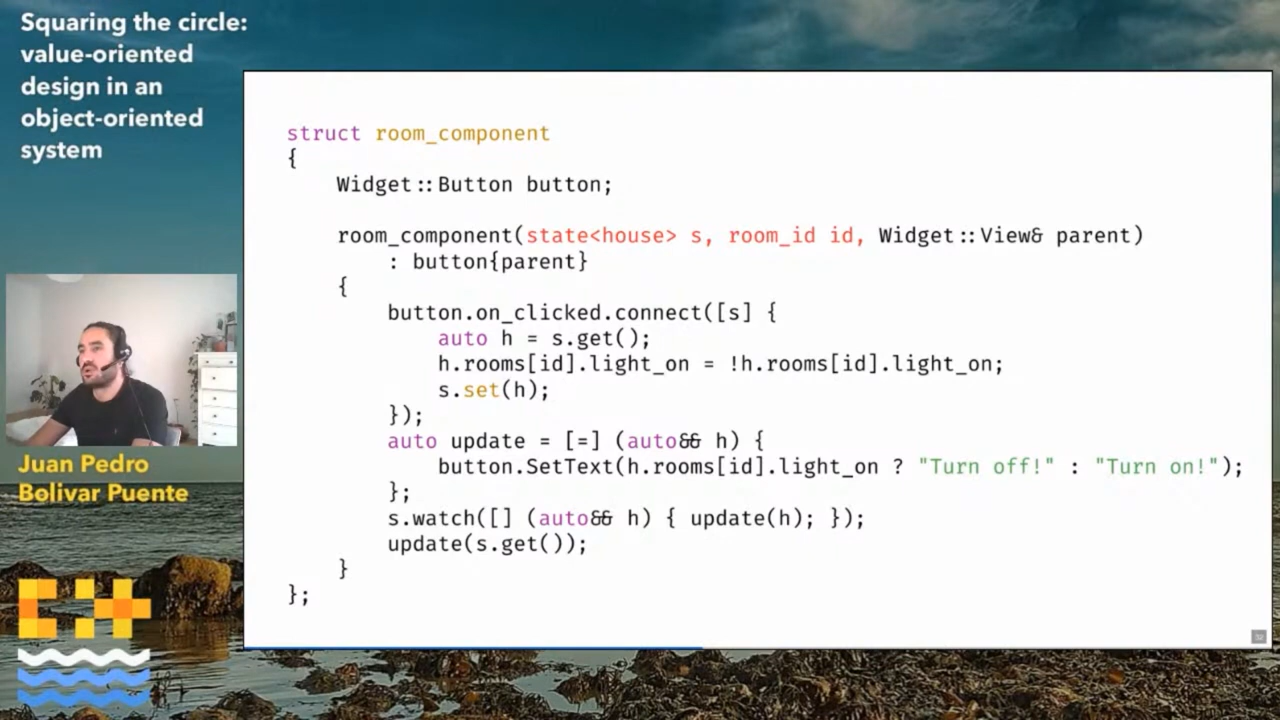 Squaring the circle:
value-oriented
design in an
object-oriented
system
struct room_component
{
    Widget::Button button;
    room_component(state<house> s, room_id id, Widget::View& parent)
        : button{parent}
    {
        button.on_clicked.connect([s] {
            auto h = s.get();
            h.rooms[id].light_on = !h.rooms[id].light_on;
            s.set(h);
        });
        auto update = [=] (auto&& h) {
            button.SetText(h.rooms[id].light_on ? "Turn off!" : "Turn on!");
        };
        s.watch([] (auto&& h) { update(h); });
        update(s.get());
    }
};
Juan Pedro
Bolivar Puente
32